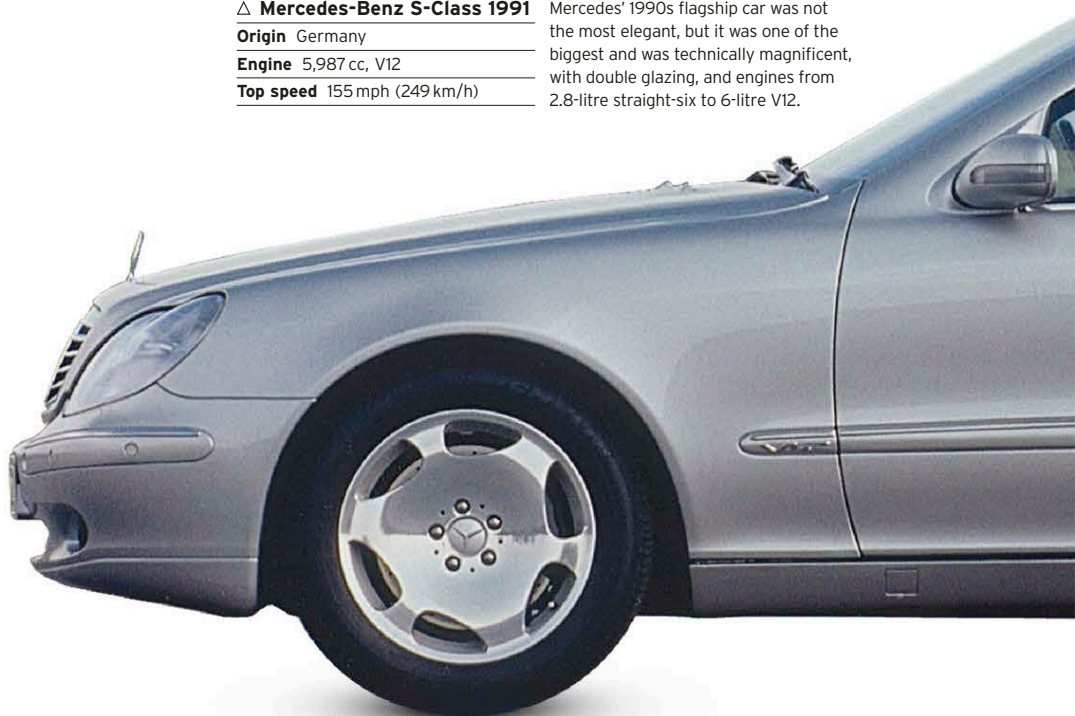 △ Mercedes-Benz S-Class 1991
Origin Germany
Engine 5,987 cc, V12
Top speed 155 mph (249 km/h)
Mercedes' 1990s flagship car was not
the most elegant, but it was one of the
biggest and was technically magnificent,
with double glazing, and engines from
2.8-litre straight-six to 6-litre V12.
V12